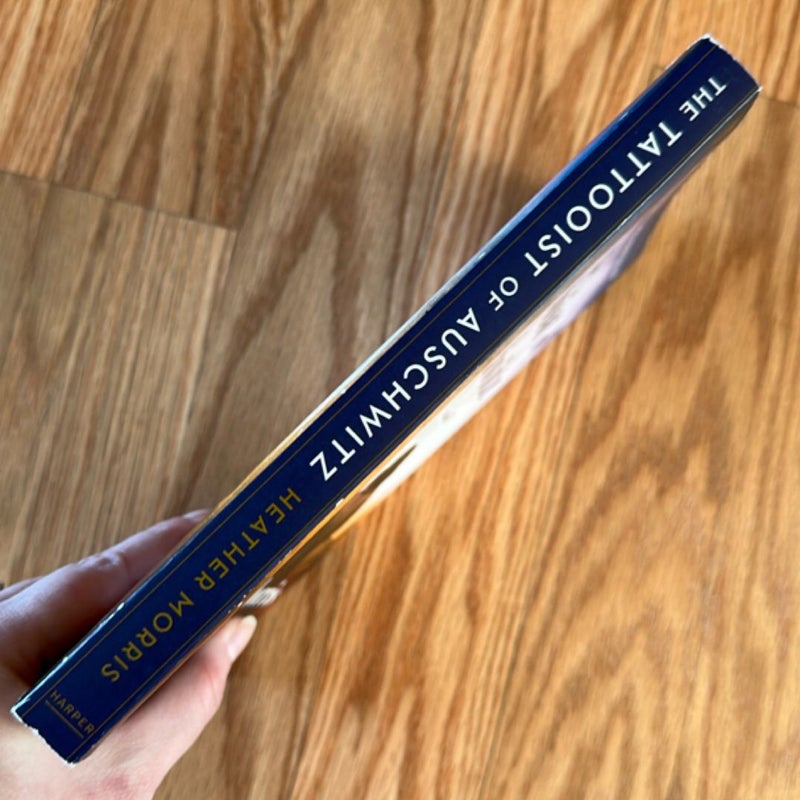 THE TATTOOIST OF AUSCHWITZ
HEATHER MORRIS
HARPER